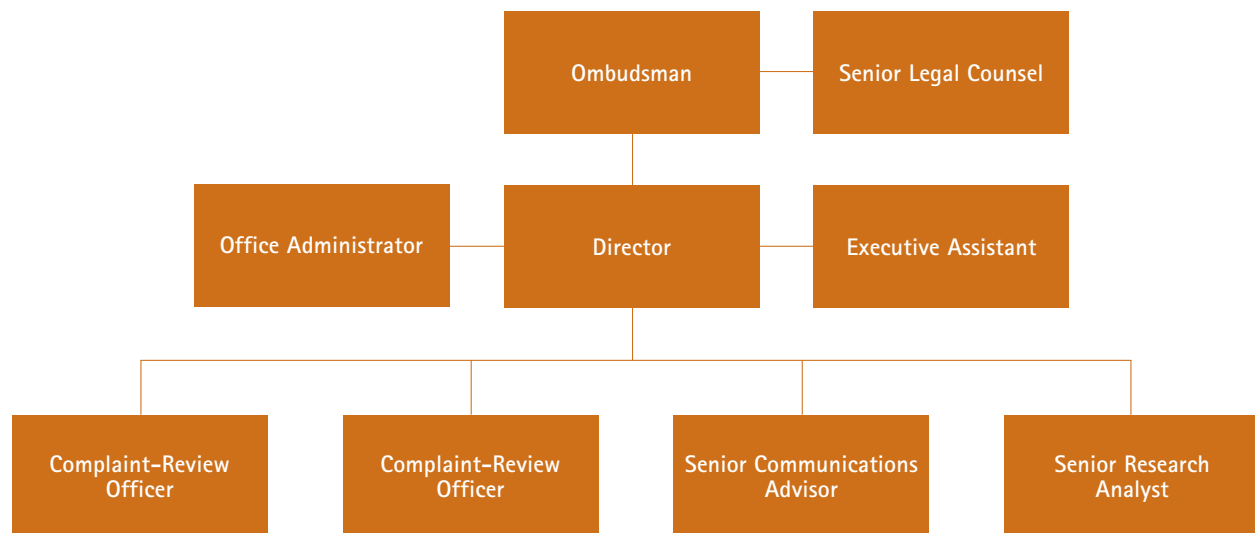 Ombudsman
Senior Legal Counsel
Office Administrator
Director
Executive Assistant
Complaint-Review
Officer
Complaint-Review
Officer
Senior Communications
Advisor
Senior Research
Analyst